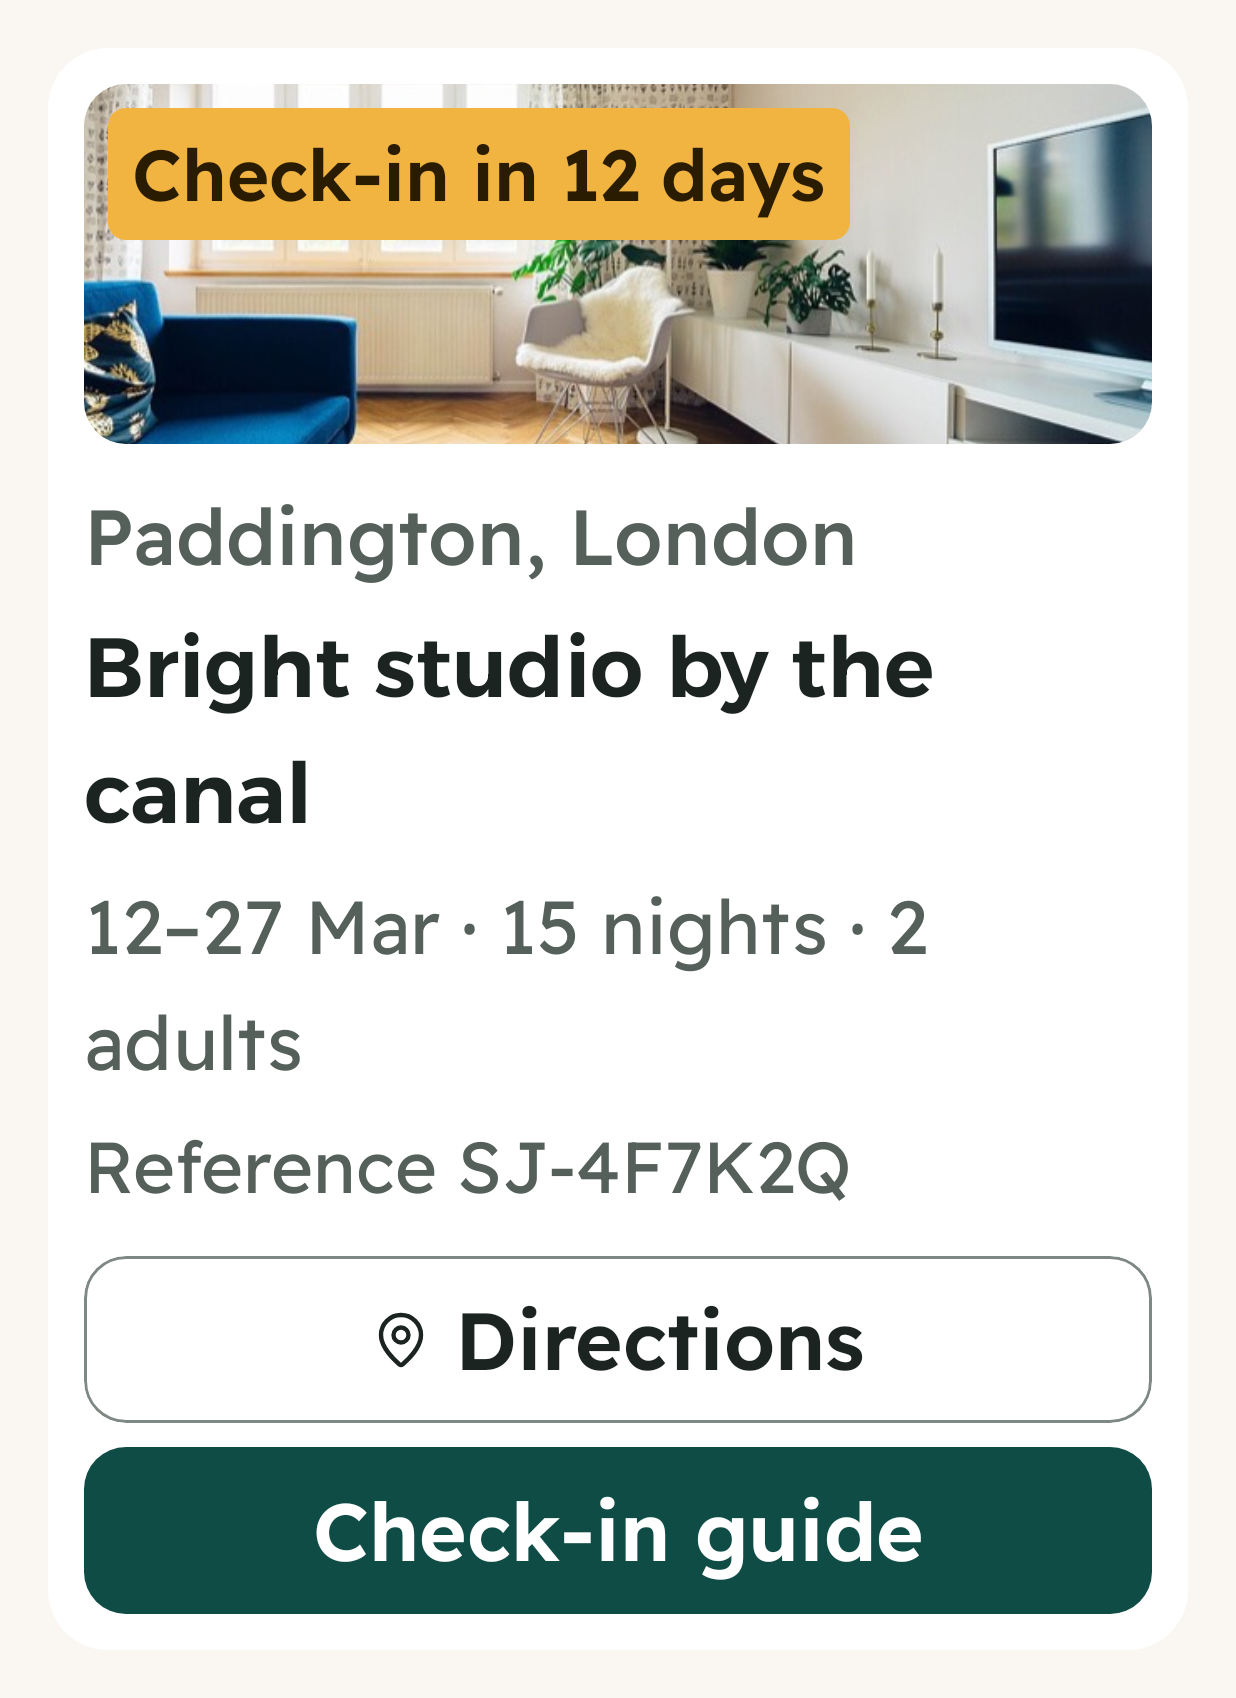 Check-in in 12 days
Paddington, London
Bright studio by the
canal
12–27 Mar · 15 nights · 2
adults
Reference SJ-4F7K2Q
Directions
Check-in guide